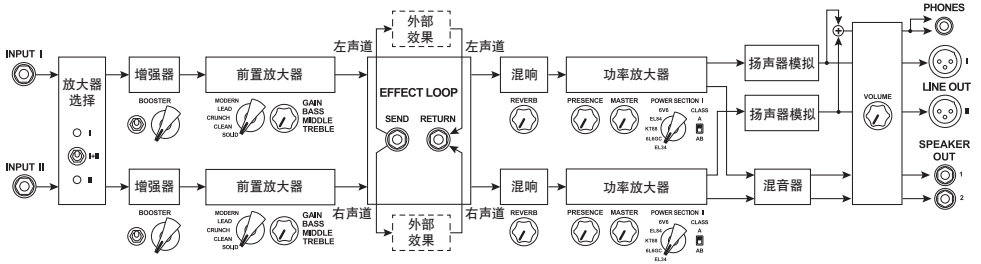 INPUT I
放大器
选择
I
I+II
II
INPUT II
增强器
BOOSTER
前置放大器
MODERN
LEAD
CRUNCH
CLEAN
SOLID
GAIN
BASS
MIDDLE
TREBLE
增强器
BOOSTER
前置放大器
MODERN
LEAD
CRUNCH
CLEAN
SOLID
GAIN
BASS
MIDDLE
TREBLE
外部
效果
左声道
左声道
EFFECT LOOP
SEND
RETURN
右声道
右声道
外部
效果
混响
REVERB
功率放大器
PRESENCE
MASTER
POWER SECTION I
6V6
EL84
KT88
6L6GC
EL34
CLASS
A
AB
混响
REVERB
功率放大器
PRESENCE
MASTER
POWER SECTION II
6V6
EL84
KT88
6L6GC
EL34
CLASS
A
AB
扬声器模拟
扬声器模拟
混音器
VOLUME
PHONES
I
LINE OUT
II
SPEAKER
OUT
1
2